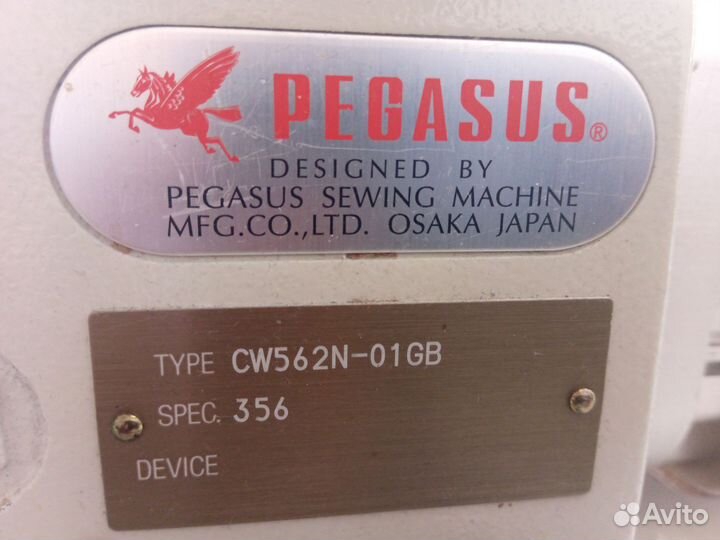 PEGASUS®
DESIGNED BY
PEGASUS SEWING MACHINE
MFG.CO.,LTD. OSAKA JAPAN
TYPE CW562N-01GB
SPEC. 356
DEVICE
Avito